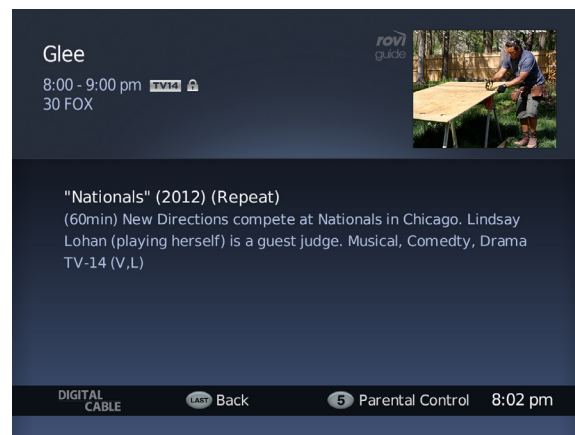 Glee
rovi
guide
8:00 - 9:00 pm TV14
30 FOX
"Nationals" (2012) (Repeat)
(60min) New Directions compete at Nationals in Chicago. Lindsay
Lohan (playing herself) is a guest judge. Musical, Comedty, Drama
TV-14 (V,L)
DIGITAL
CABLE
LAST Back
5 Parental Control
8:02 pm